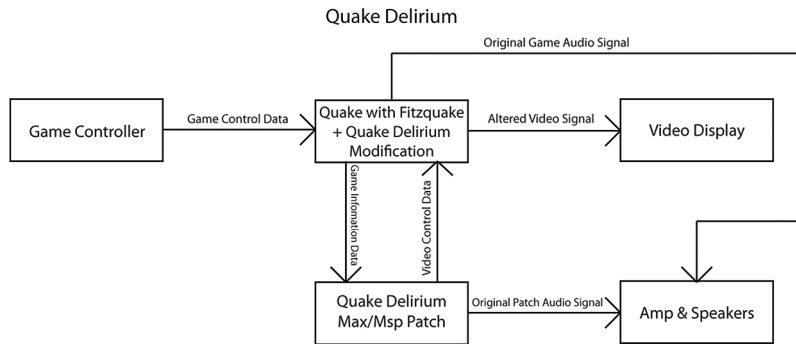 Quake Delirium
Original Game Audio Signal
Game Controller
Game Control Data
Quake with Fitzquake
+ Quake Delirium
Modification
Altered Video Signal
Video Display
Game Infomation Data
Video Control Data
Quake Delirium
Max/Msp Patch
Original Patch Audio Signal
Amp & Speakers